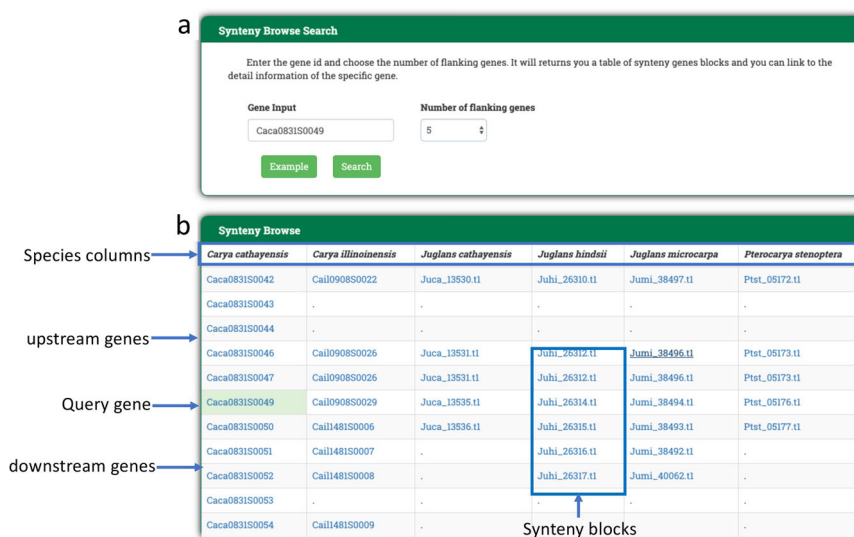 a
Synteny Browse Search
Enter the gene id and choose the number of flanking genes. It will returns you a table of synteny genes blocks and you can link to the
detail information of the specific gene.
Gene Input Number of flanking genes
Caca0831S0049 5
Example Search
b
Synteny Browse
Species columns
Carya cathayensis Carya illinoinensis Juglans cathayensis Juglans hindsii Juglans microcarpa Pterocarya stenoptera
Caca0831S0042 Cail0908S0022 Juca_13530.t1 Juhi_26310.t1 Jumi_38497.t1 Ptst_05172.t1
Caca0831S0043 . . . . .
Caca0831S0044 . . . . .
upstream genes
Caca0831S0046 Cail0908S0026 Juca_13531.t1 Juhi_26312.t1 Jumi_38496.t1 Ptst_05173.t1
Caca0831S0047 Cail0908S0026 Juca_13531.t1 Juhi_26312.t1 Jumi_38496.t1 Ptst_05173.t1
Query gene
Caca0831S0049 Cail0908S0029 Juca_13535.t1 Juhi_26314.t1 Jumi_38494.t1 Ptst_05176.t1
Caca0831S0050 Cail1481S0006 Juca_13536.t1 Juhi_26315.t1 Jumi_38493.t1 Ptst_05177.t1
Caca0831S0051 Cail1481S0007 . Juhi_26316.t1 Jumi_38492.t1 .
downstream genes
Caca0831S0052 Cail1481S0008 . Juhi_26317.t1 Jumi_40062.t1 .
Caca0831S0053 . . . . .
Caca0831S0054 Cail1481S0009 . . . .
Synteny blocks